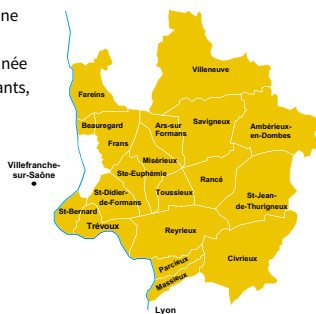 ne
née
ants,
Villeneuve
Fareins
Beauregard
Ars-sur
Formans
Savigneux
Ambérieux-
en-Dombes
Frans
Misérieux
Villefranche-
sur-Saône
Ste-Euphémie
Rancé
St-Didier-
de-Formans
Toussieux
St-Jean-
de-Thurigneux
St-Bernard
Trévoux
Reyrieux
Parcieux
Civrieux
Massieux
Lyon